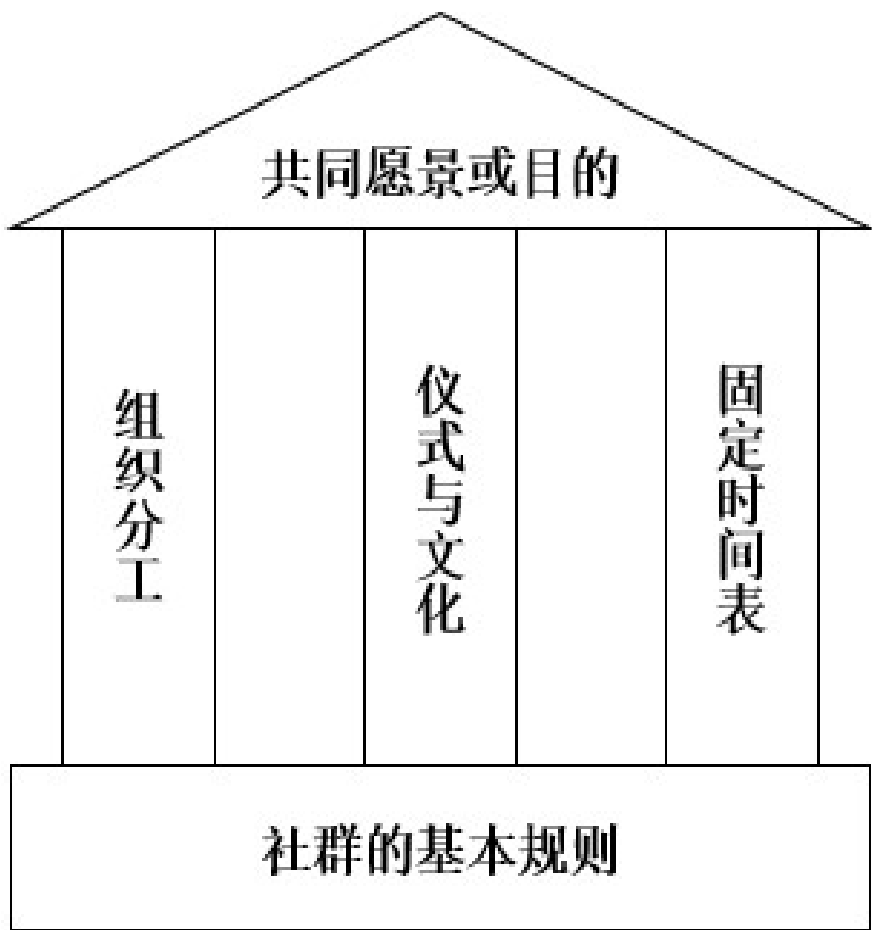 共同愿景或目的
组织分工
仪式与文化
固定时间表
社群的基本规则